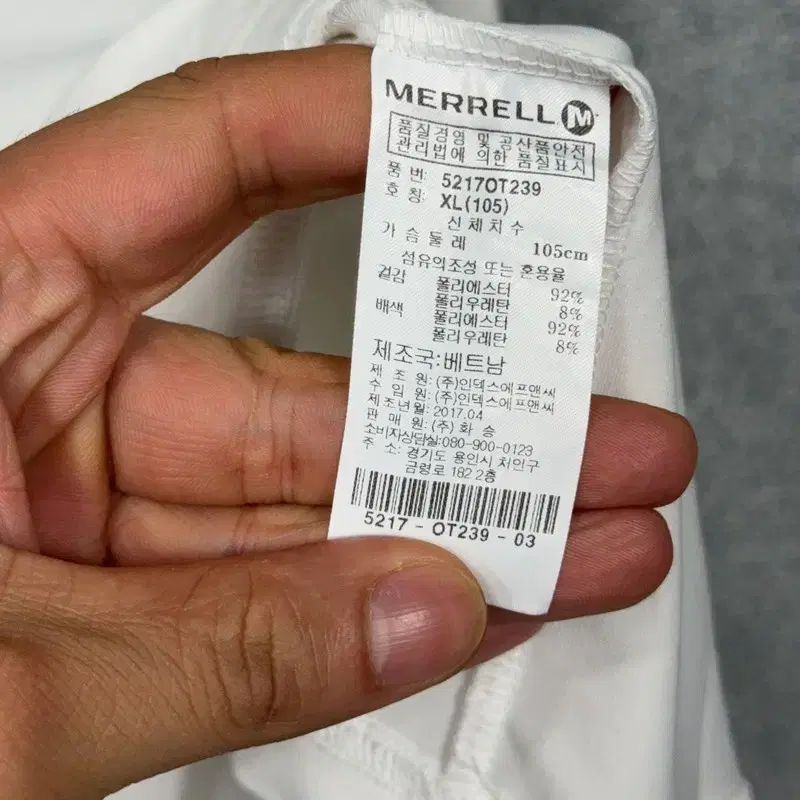 MERRELL M
품질경영 및 공산품안전
관리법에 의한 품질표시
품 번: 5217OT239
호 칭: XL(105)
신체치수
가 슴 둘 레 105cm
섬유의조성 또는 혼용율
겉감 폴리에스터 92%
폴리우레탄 8%
배색 폴리에스터 92%
폴리우레탄 8%
제조국:베트남
제 조 원: (주)인덱스에프앤씨
수 입 원: (주)인덱스에프앤씨
제조년월: 2017.04
판 매 원: (주) 화 승
소비자상담실:080-900-0123
주 소: 경기도 용인시 처인구
금령로 182 2층
5217 - OT239 - 03